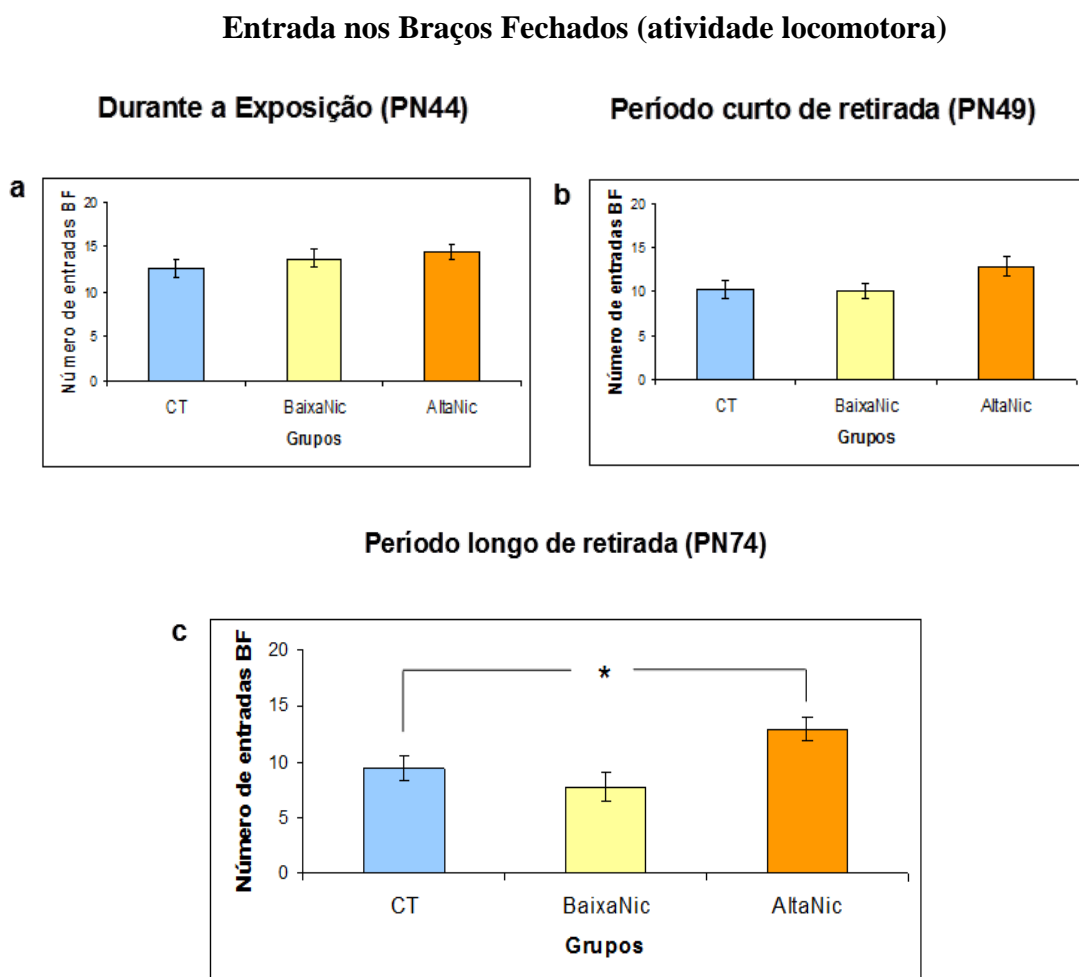 Entrada nos Braços Fechados (atividade locomotora)
Durante a Exposição (PN44)
Período curto de retirada (PN49)
a
Número de entradas BF
20
15
10
5
0
CT BaixaNic AltaNic
Grupos
b
Número de entradas BF
20
15
10
5
0
CT BaixaNic AltaNic
Grupos
Período longo de retirada (PN74)
c
Número de entradas BF
20
15
10
5
0
*
CT BaixaNic AltaNic
Grupos